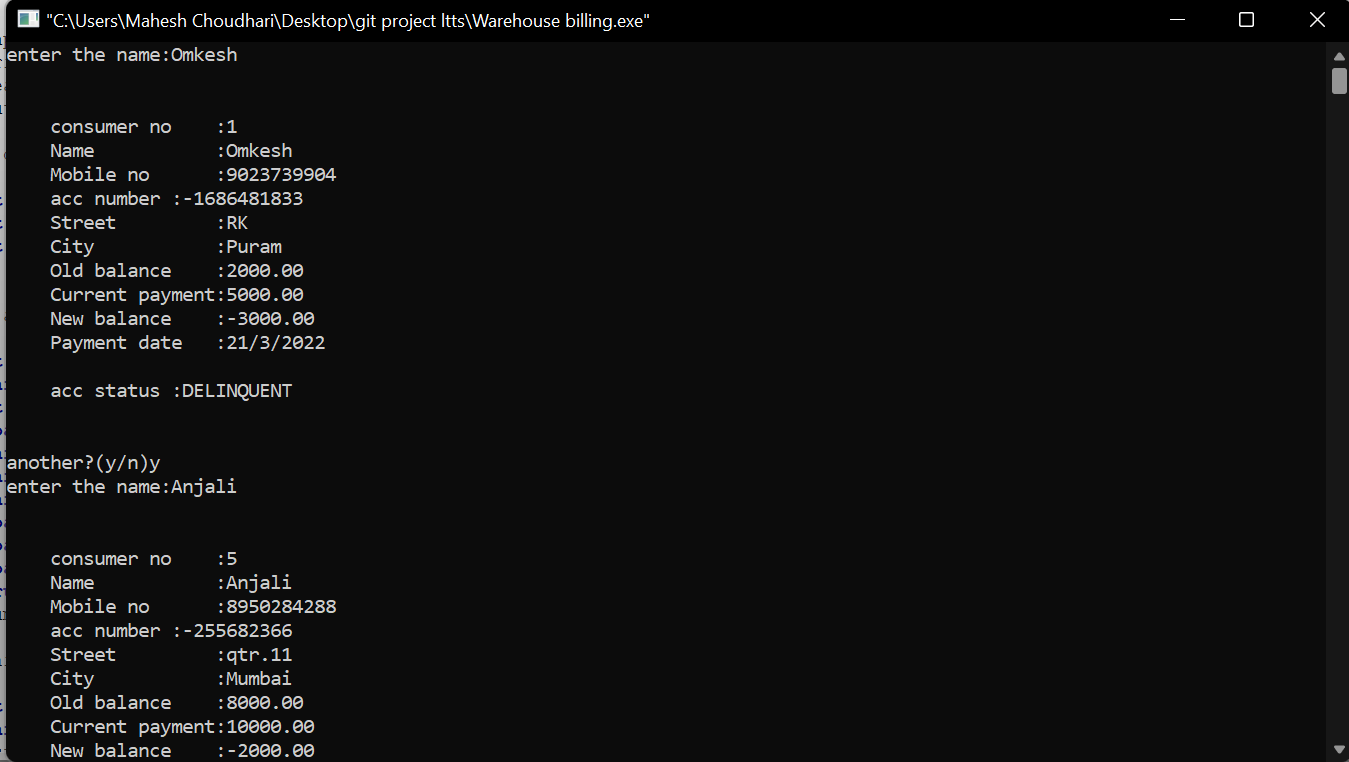 "C:\Users\Mahesh Choudhari\Desktop\git project ltts\Warehouse billing.exe"
enter the name:Omkesh
consumer no    :1
Name           :Omkesh
Mobile no      :9023739904
acc number :-1686481833
Street         :RK
City           :Puram
Old balance    :2000.00
Current payment:5000.00
New balance    :-3000.00
Payment date   :21/3/2022
acc status :DELINQUENT
another?(y/n)y
enter the name:Anjali
consumer no    :5
Name           :Anjali
Mobile no      :8950284288
acc number :-255682366
Street         :qtr.11
City           :Mumbai
Old balance    :8000.00
Current payment:10000.00
New balance    :-2000.00